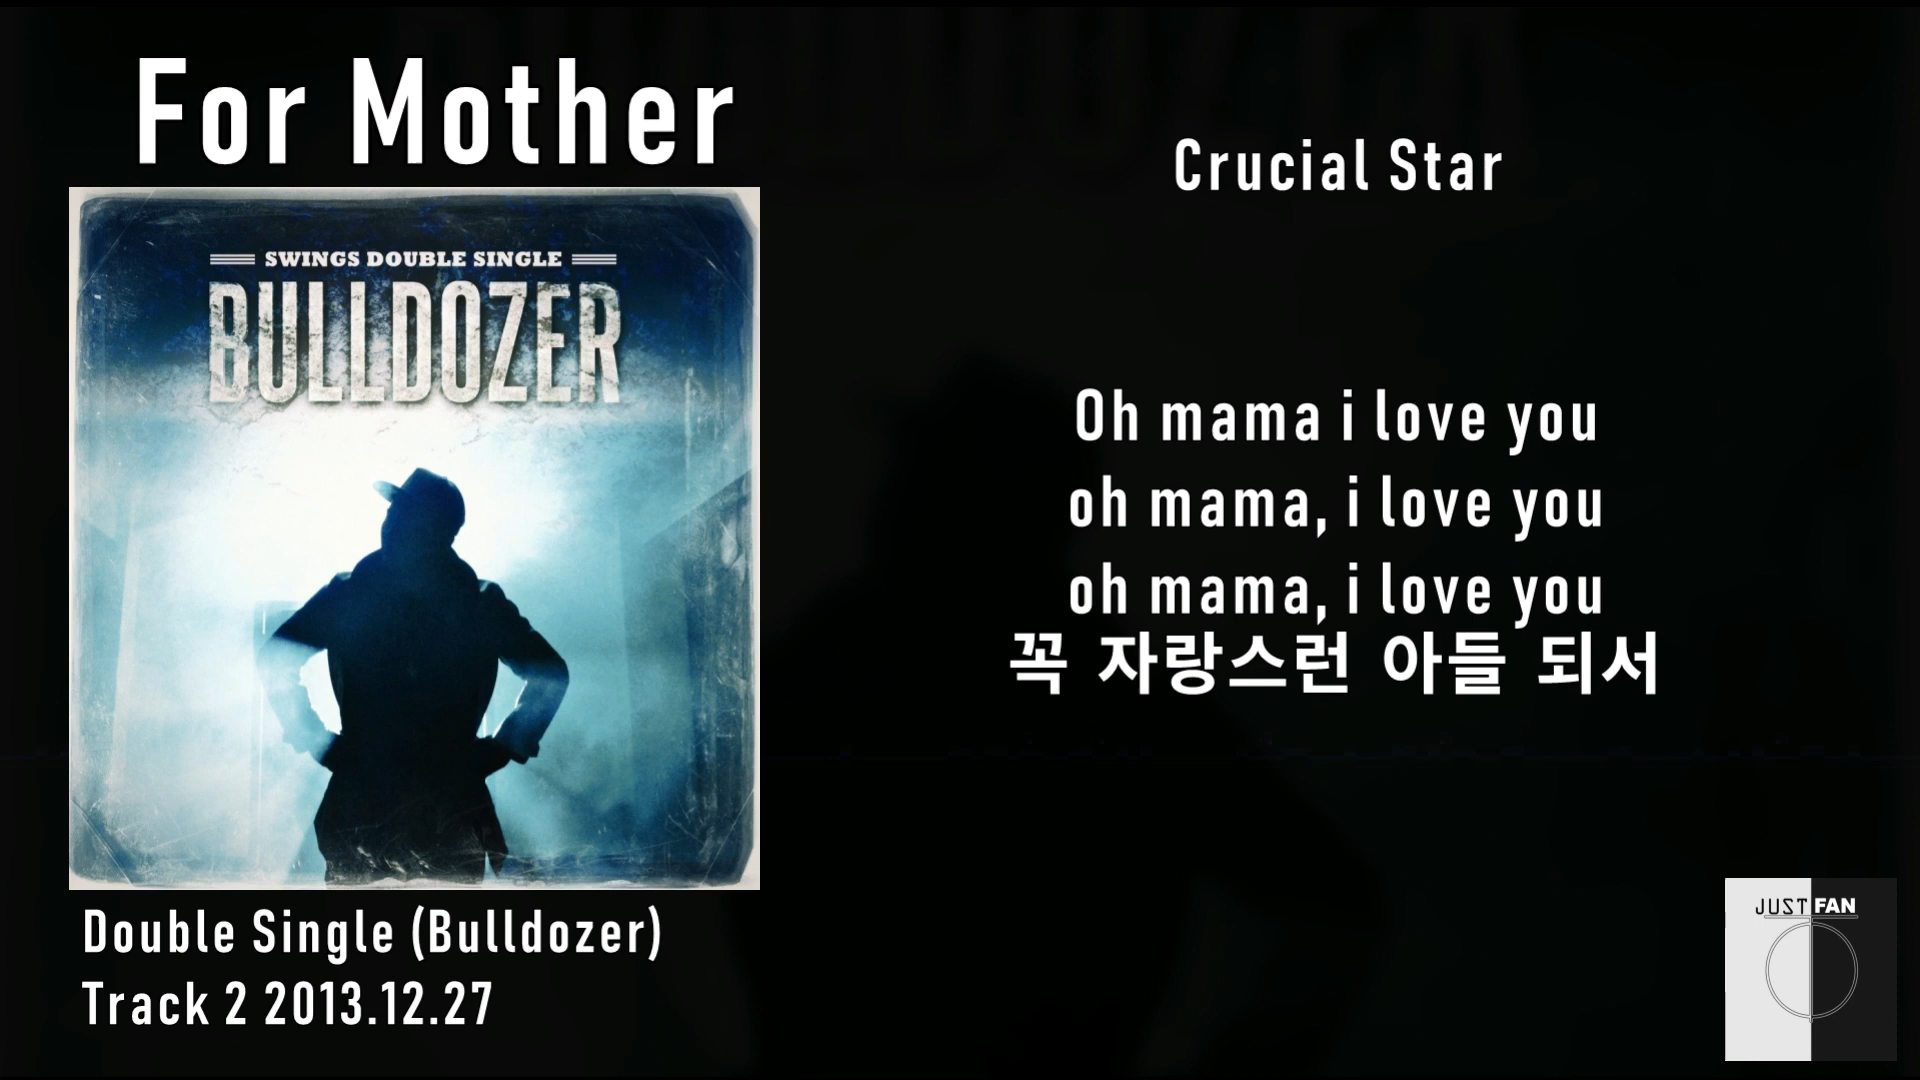 For Mother
SWINGS DOUBLE SINGLE
BULLDOZER
Double Single (Bulldozer)
Track 2 2013.12.27
Crucial Star
Oh mama i love you
oh mama, i love you
oh mama, i love you
꼭 자랑스런 아들 되서
JUST FAN